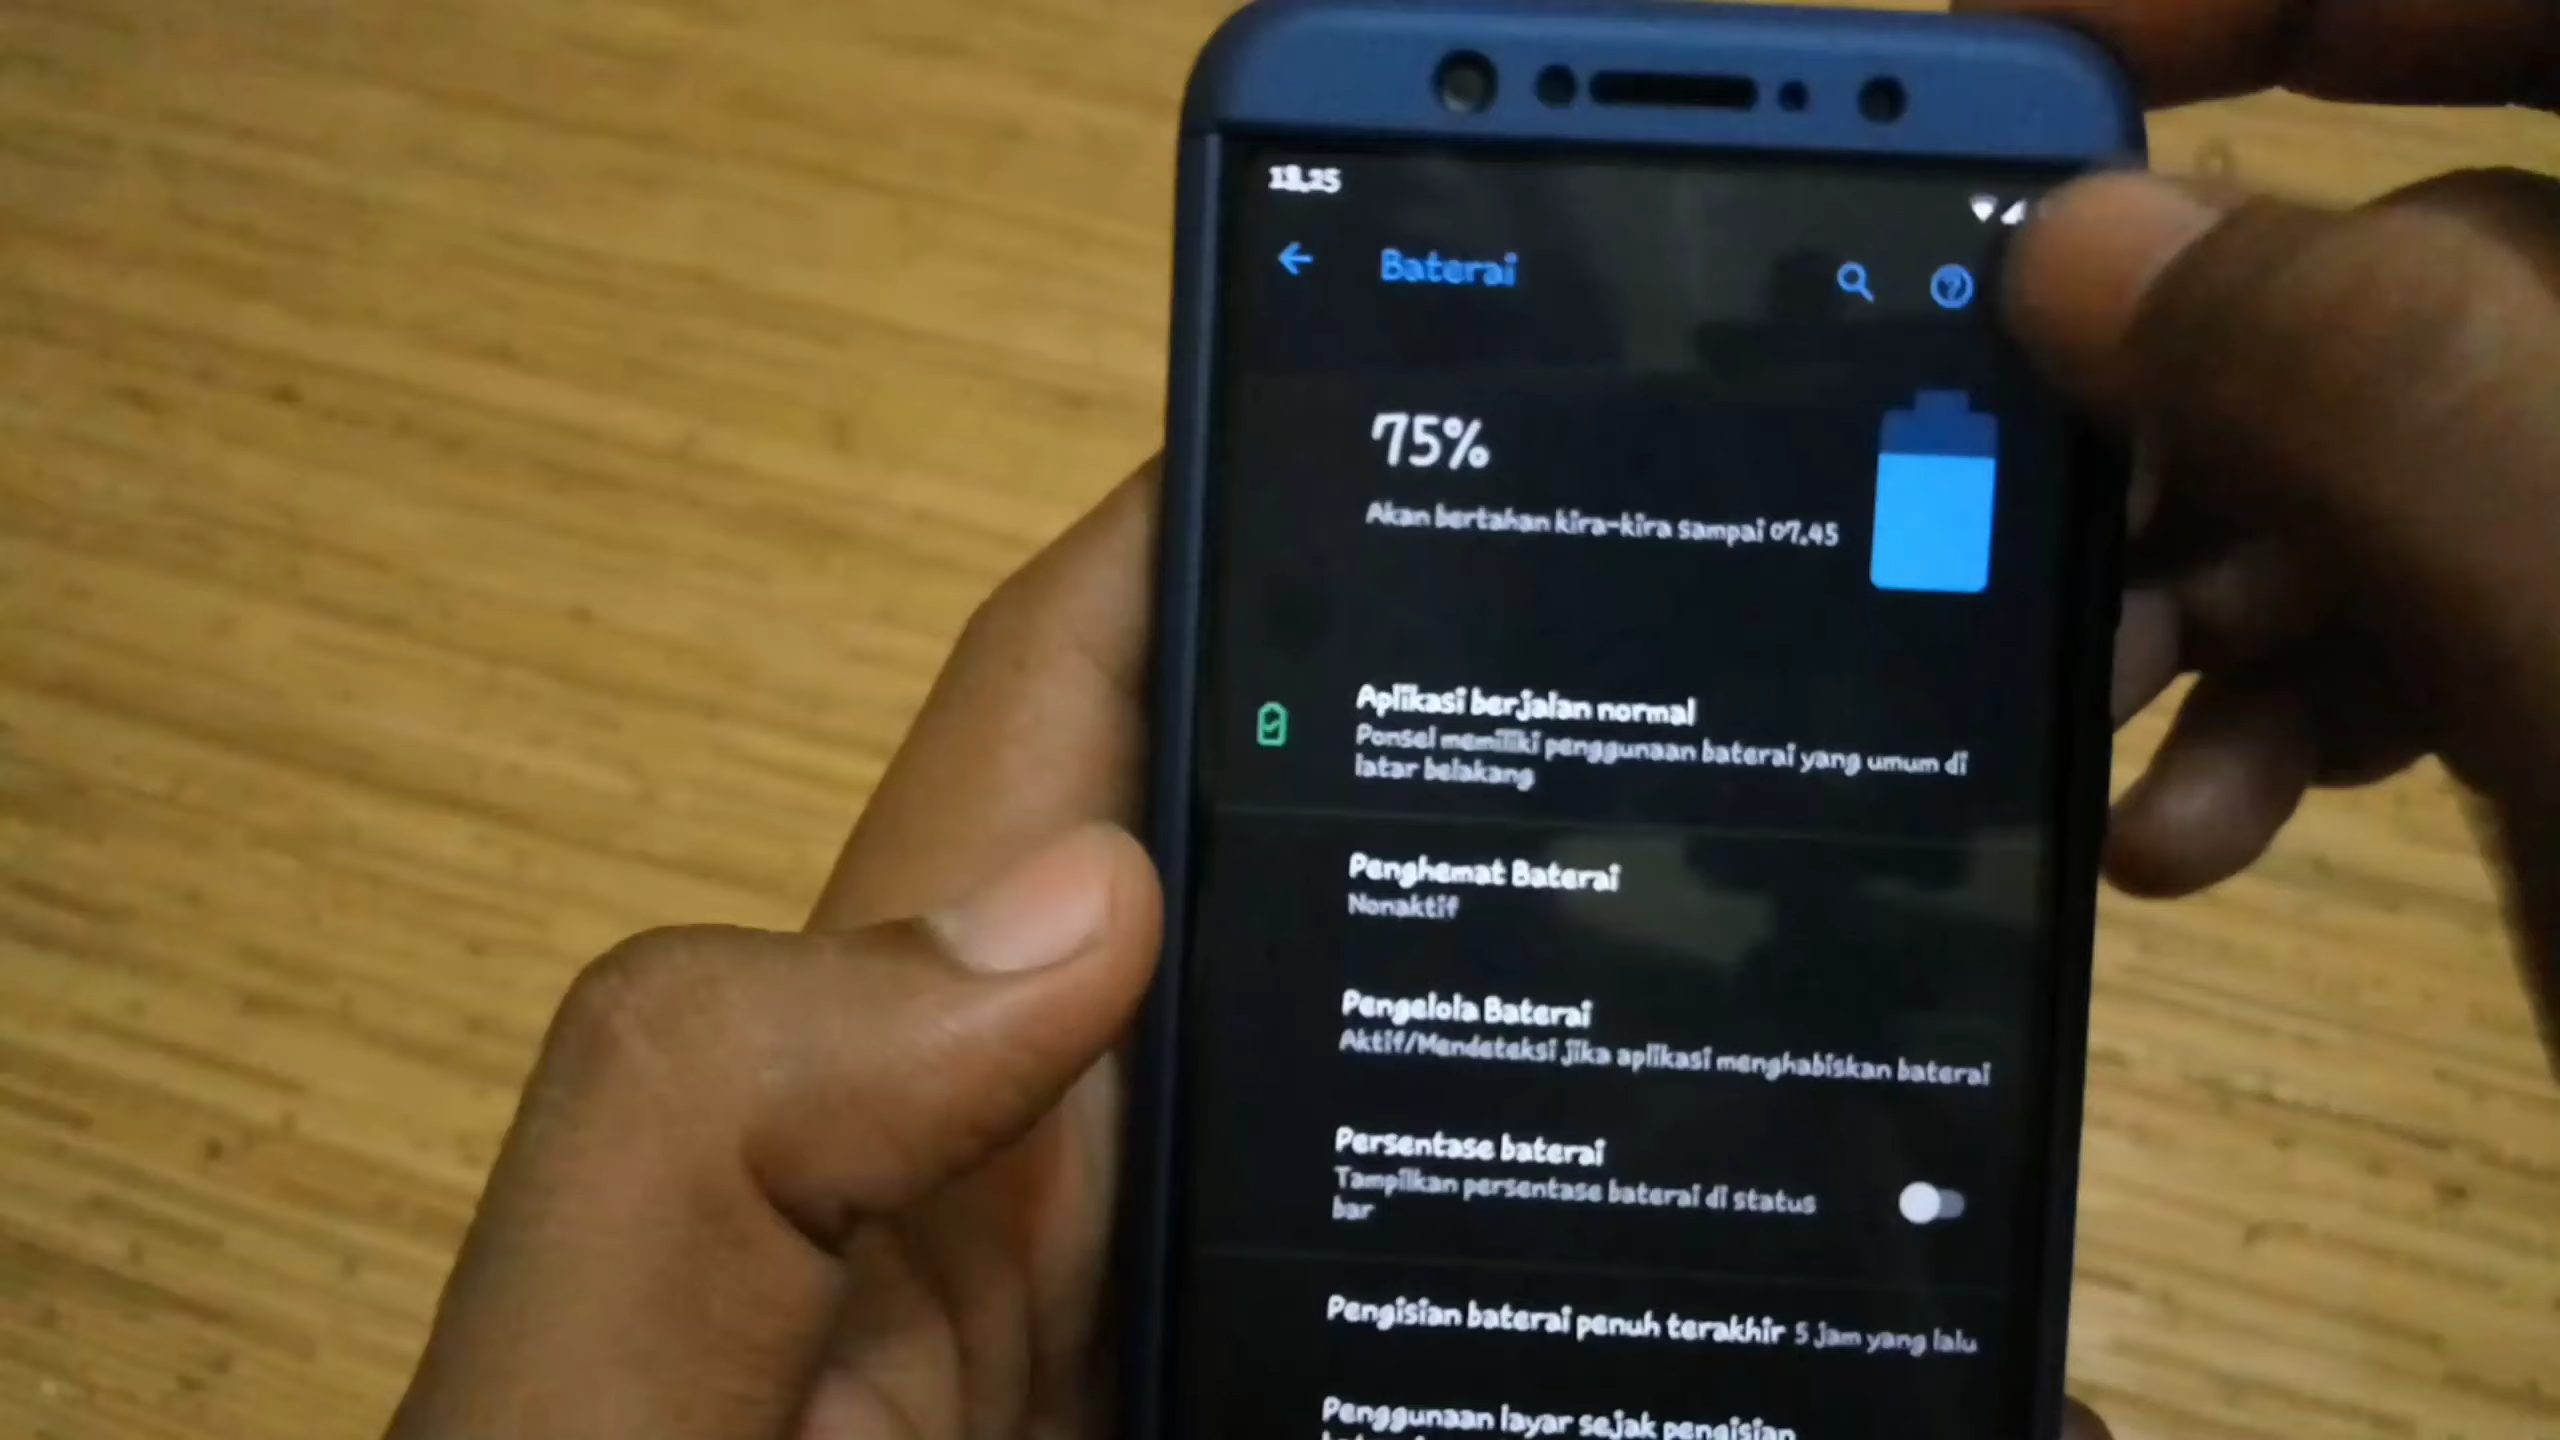 Baterai
75%
Akan bertahan kira-kira sampai 07.45
Aplikasi berjalan normal
Ponsel memiliki penggunaan baterai yang umum di
latar belakang
Penghemat Baterai
Nonaktif
Pengelola Baterai
Aktif/Mendeteksi jika aplikasi menghabiskan baterai
Persentase baterai
Tampilkan persentase baterai di status
bar
Pengisian baterai penuh terakhir 5 jam yang lalu
Penggunaan layar sejak pengisian